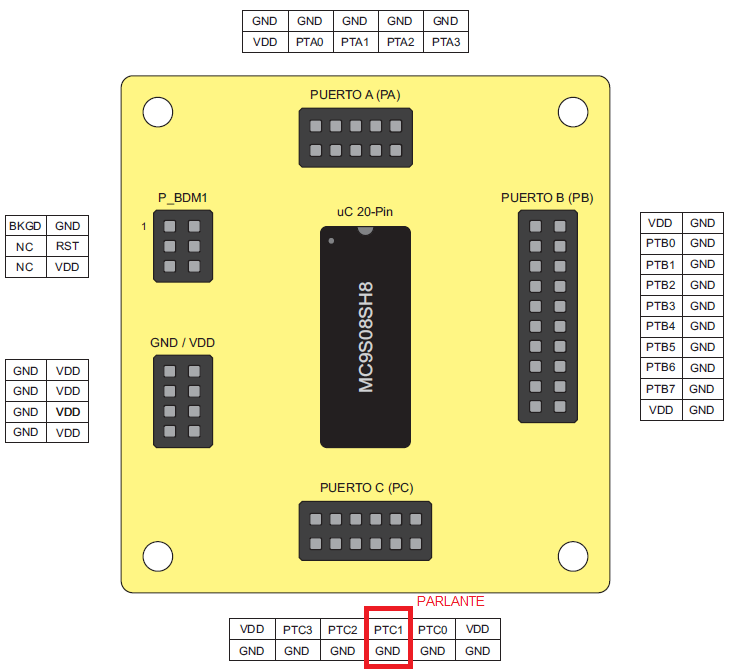 GND GND GND GND GND
VDD PTA0 PTA1 PTA2 PTA3
PUERTO A (PA)
P_BDM1
uC 20-Pin
PUERTO B (PB)
1
BKGD GND
NC RST
NC VDD
VDD GND
PTB0 GND
PTB1 GND
PTB2 GND
PTB3 GND
PTB4 GND
PTB5 GND
PTB6 GND
PTB7 GND
VDD GND
MC9S08SH8
GND / VDD
GND VDD
GND VDD
GND VDD
GND VDD
PUERTO C (PC)
PARLANTE
VDD PTC3 PTC2 PTC1 PTC0 VDD
GND GND GND GND GND GND